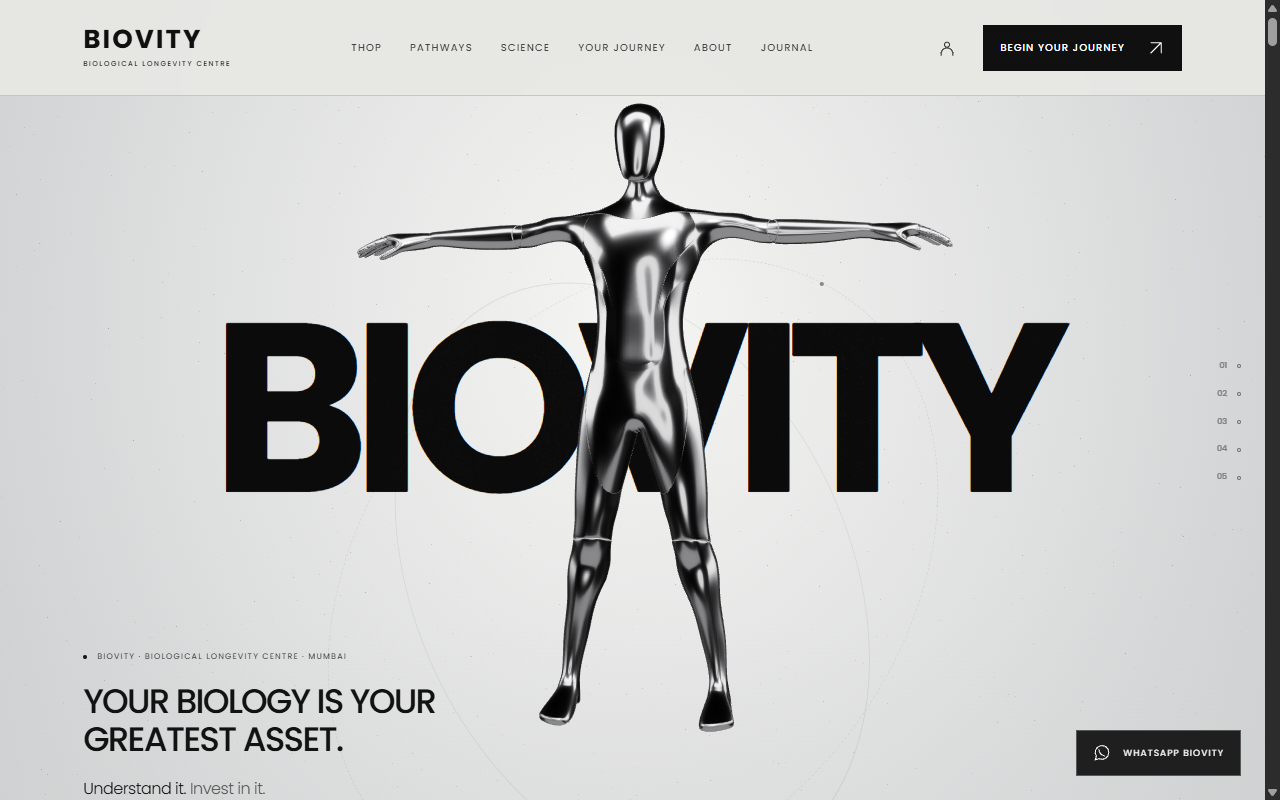 BIOVITY
BIOLOGICAL LONGEVITY CENTRE
THOP PATHWAYS SCIENCE YOUR JOURNEY ABOUT JOURNAL
BEGIN YOUR JOURNEY
BIOVITY
01
02
03
04
05
BIOVITY · BIOLOGICAL LONGEVITY CENTRE · MUMBAI
YOUR BIOLOGY IS YOUR
GREATEST ASSET.
Understand it. Invest in it.
WHATSAPP BIOVITY